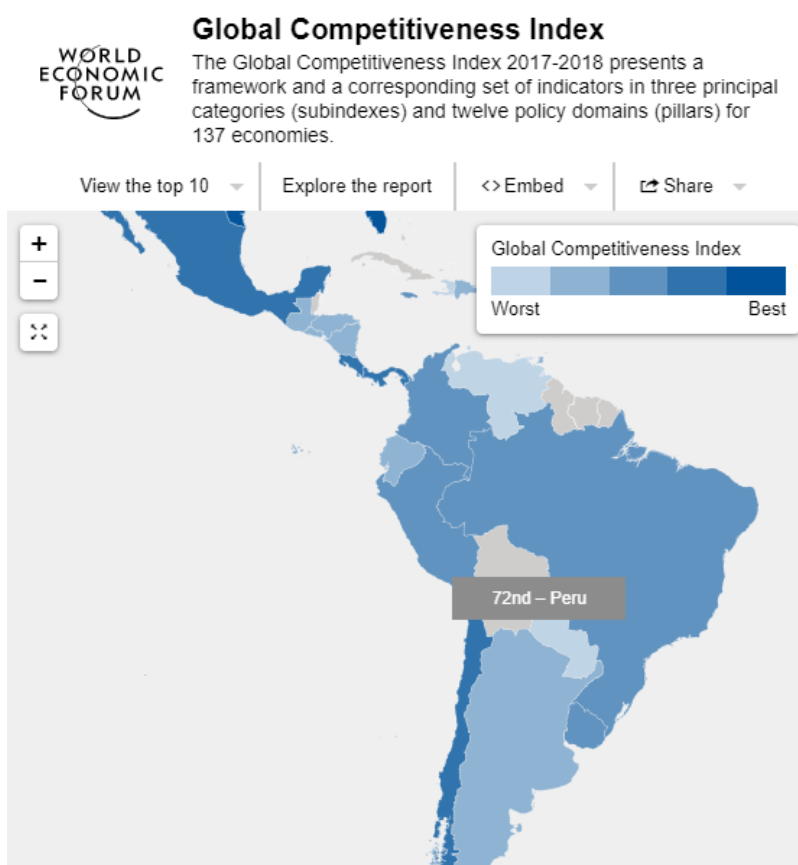 WORLD
ECONOMIC
FORUM
Global Competitiveness Index
The Global Competitiveness Index 2017-2018 presents a
framework and a corresponding set of indicators in three principal
categories (subindexes) and twelve policy domains (pillars) for
137 economies.
View the top 10
Explore the report
<> Embed
Share
+
−
Global Competitiveness Index
Worst
Best
72nd – Peru